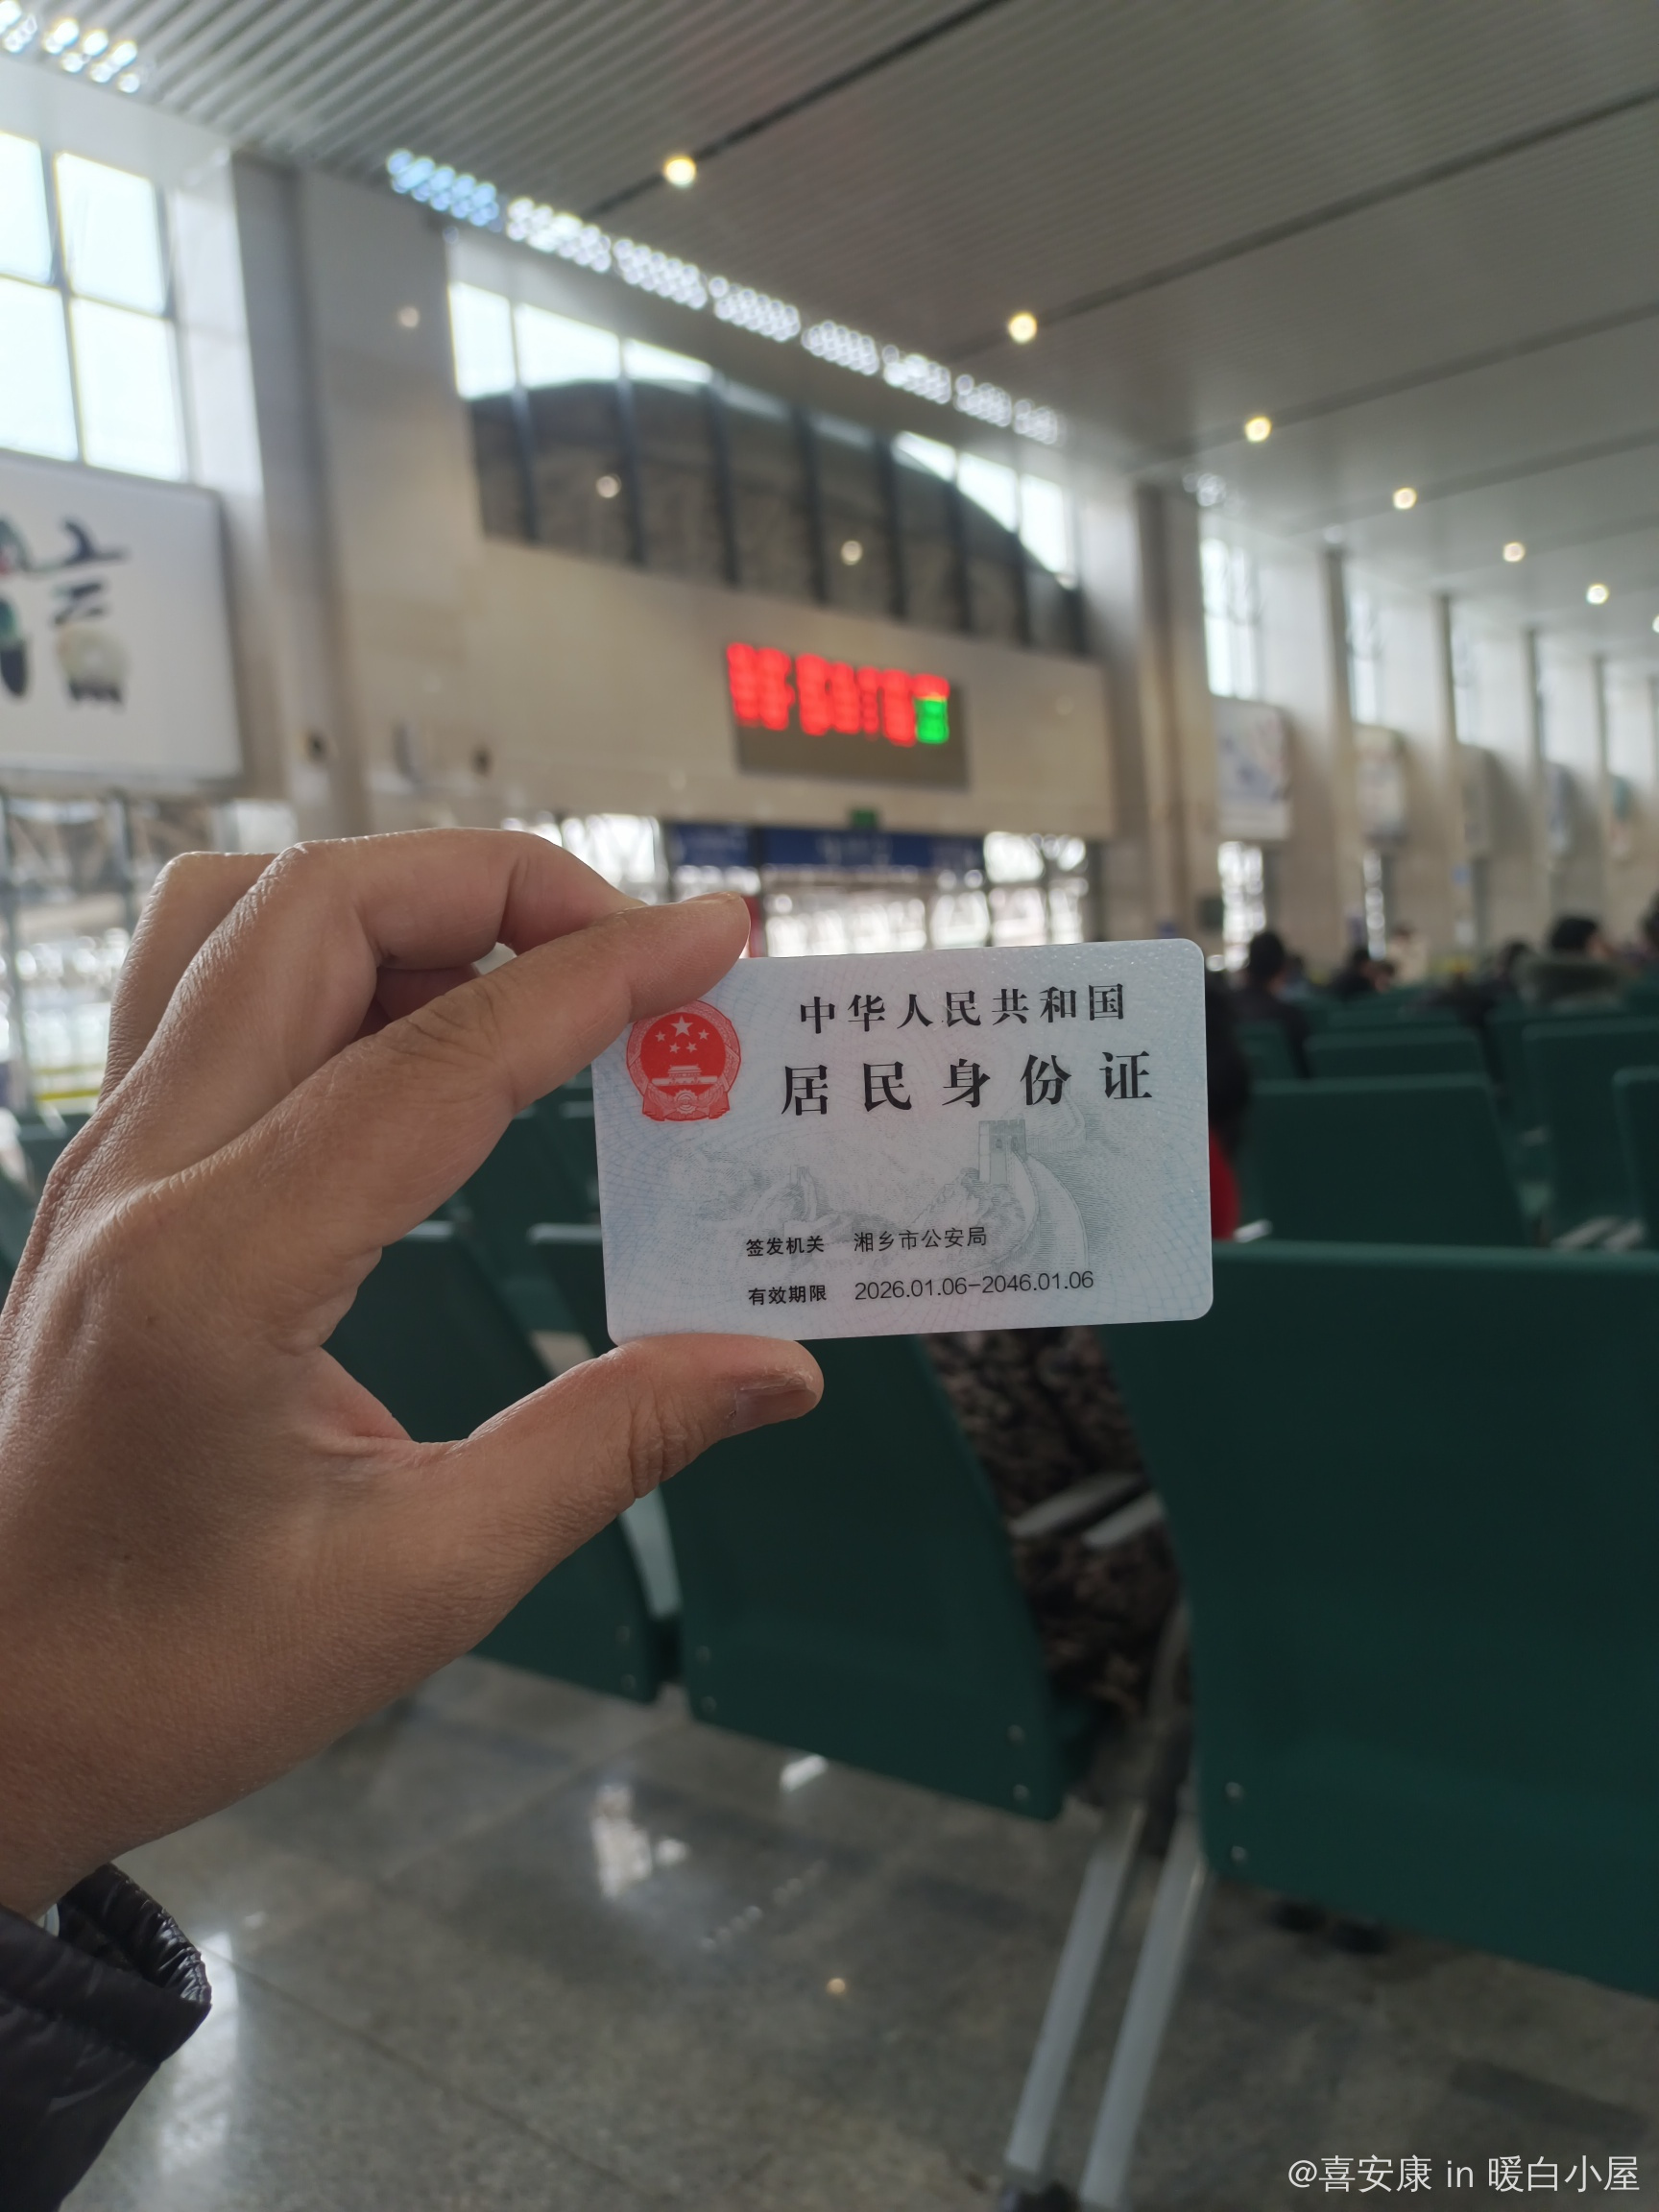 中华人民共和国
居民身份证
签发机关 湘乡市公安局
有效期限 2026.01.06-2046.01.06
@喜安康 in 暖白小屋